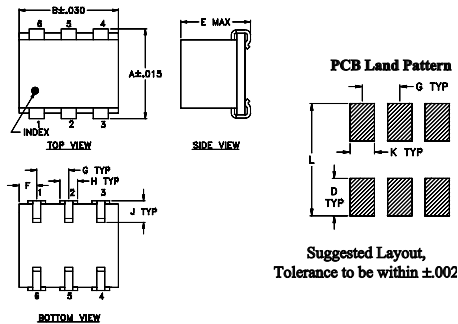 B±.030
E MAX
6 5 4
A±.015
INDEX
1 2 3
TOP VIEW
SIDE VIEW
PCB Land Pattern
G TYP
K TYP
L
D
TYP
Suggested Layout,
Tolerance to be within ±.002
G TYP
H TYP
F
1 2 3
J TYP
6 5 4
BOTTOM VIEW